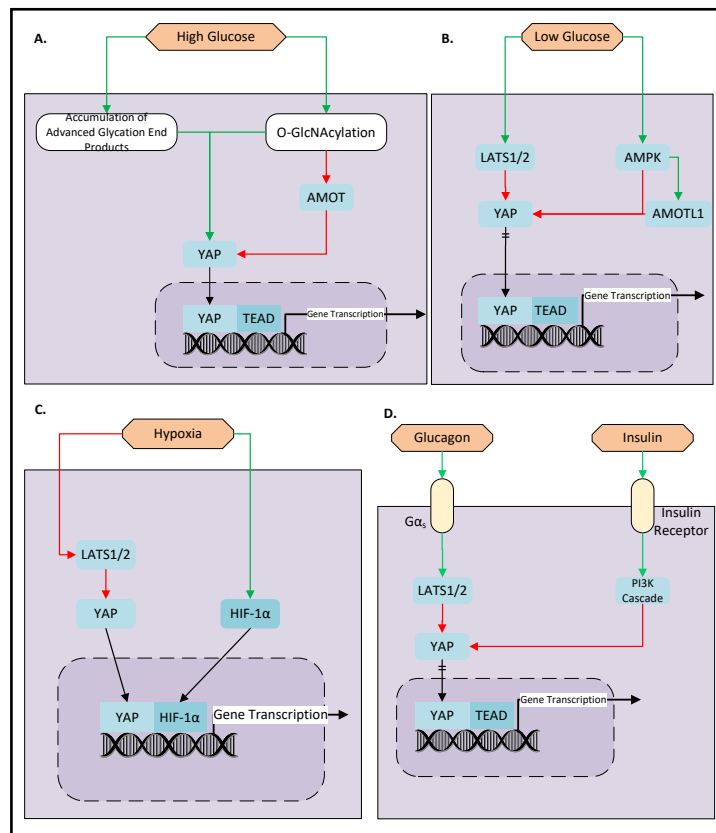 A.
High Glucose
Accumulation of
Advanced Glycation End
Products
O-GlcNAcylation
AMOT
YAP
YAP
TEAD
Gene Transcription
B.
Low Glucose
LATS1/2
AMPK
YAP
AMOTL1
YAP
TEAD
Gene Transcription
C.
Hypoxia
LATS1/2
YAP
HIF-1α
YAP
HIF-1α
Gene Transcription
D.
Glucagon
Insulin
Gαs
Insulin
Receptor
LATS1/2
PI3K
Cascade
YAP
YAP
TEAD
Gene Transcription